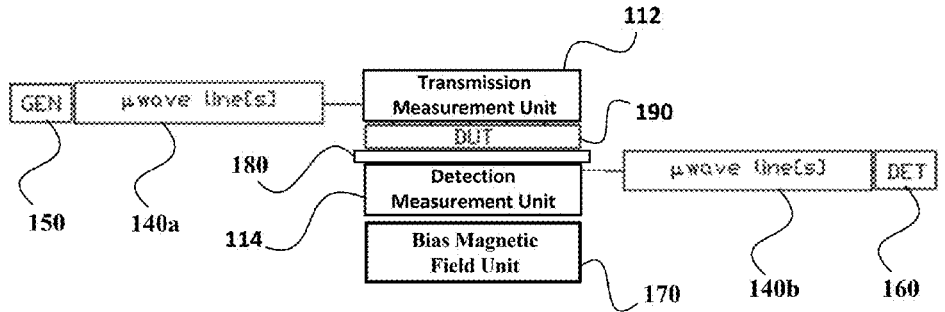 112
Transmission
Measurement Unit
GEN
μwave line[s]
190
DUT
180
Detection
Measurement Unit
μwave line[s]
DET
150
140a
114
Bias Magnetic
Field Unit
170
140b
160